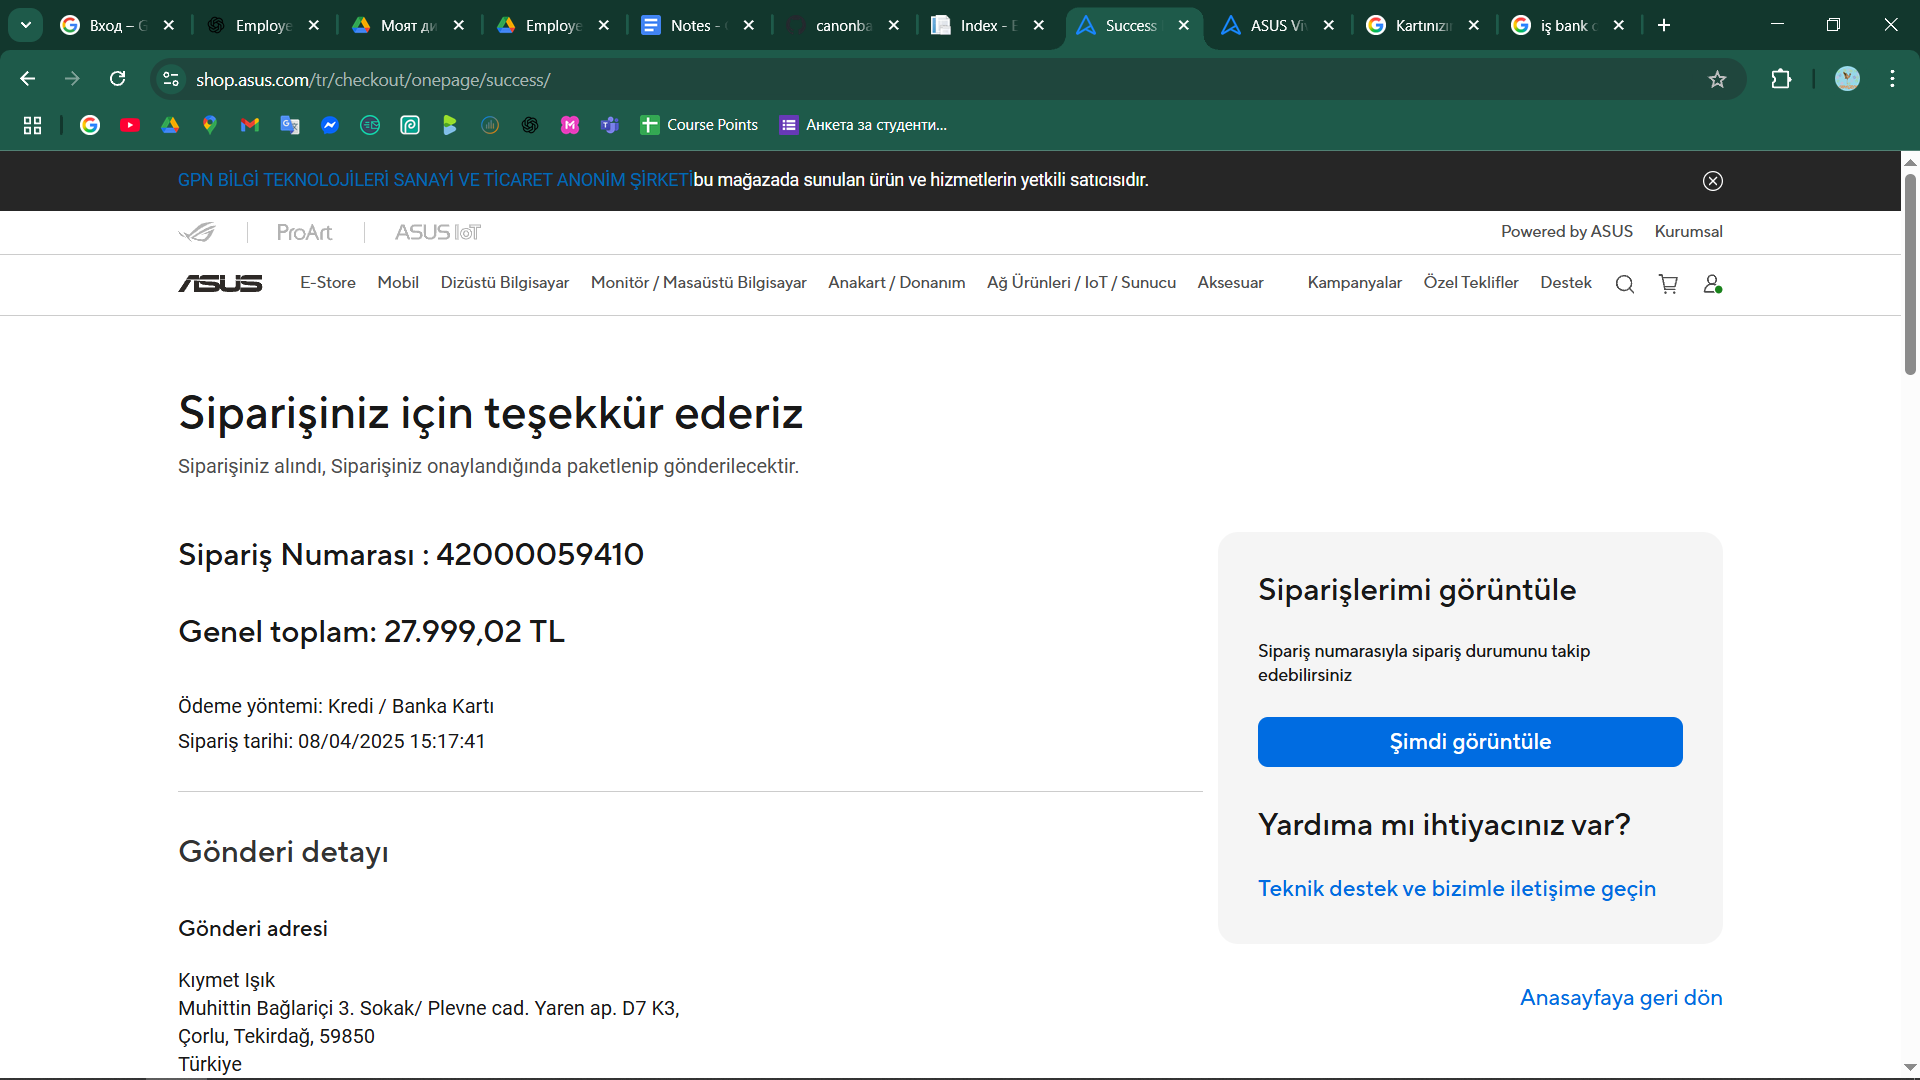 Вход – G
Employe
Моят ди
Employe
Notes -
canonba
Index - E
Success
ASUS Viv
Kartınızı
iş bank c
shop.asus.com/tr/checkout/onepage/success/
Course Points
Анкета за студенти...
GPN BİLGİ TEKNOLOJİLERİ SANAYİ VE TİCARET ANONİM ŞİRKETİbu mağazada sunulan ürün ve hizmetlerin yetkili satıcısıdır.
ProArt
ASUS IoT
Powered by ASUS
Kurumsal
ASUS
E-Store
Mobil
Dizüstü Bilgisayar
Monitör / Masaüstü Bilgisayar
Anakart / Donanım
Ağ Ürünleri / IoT / Sunucu
Aksesuar
Kampanyalar
Özel Teklifler
Destek
Siparişiniz için teşekkür ederiz
Siparişiniz alındı, Siparişiniz onaylandığında paketlenip gönderilecektir.
Sipariş Numarası : 42000059410
Genel toplam: 27.999,02 TL
Ödeme yöntemi: Kredi / Banka Kartı
Sipariş tarihi: 08/04/2025 15:17:41
Gönderi detayı
Gönderi adresi
Kıymet Işık
Muhittin Bağlariçi 3. Sokak/ Plevne cad. Yaren ap. D7 K3,
Çorlu, Tekirdağ, 59850
Türkiye
Siparişlerimi görüntüle
Sipariş numarasıyla sipariş durumunu takip
edebilirsiniz
Şimdi görüntüle
Yardıma mı ihtiyacınız var?
Teknik destek ve bizimle iletişime geçin
Anasayfaya geri dön